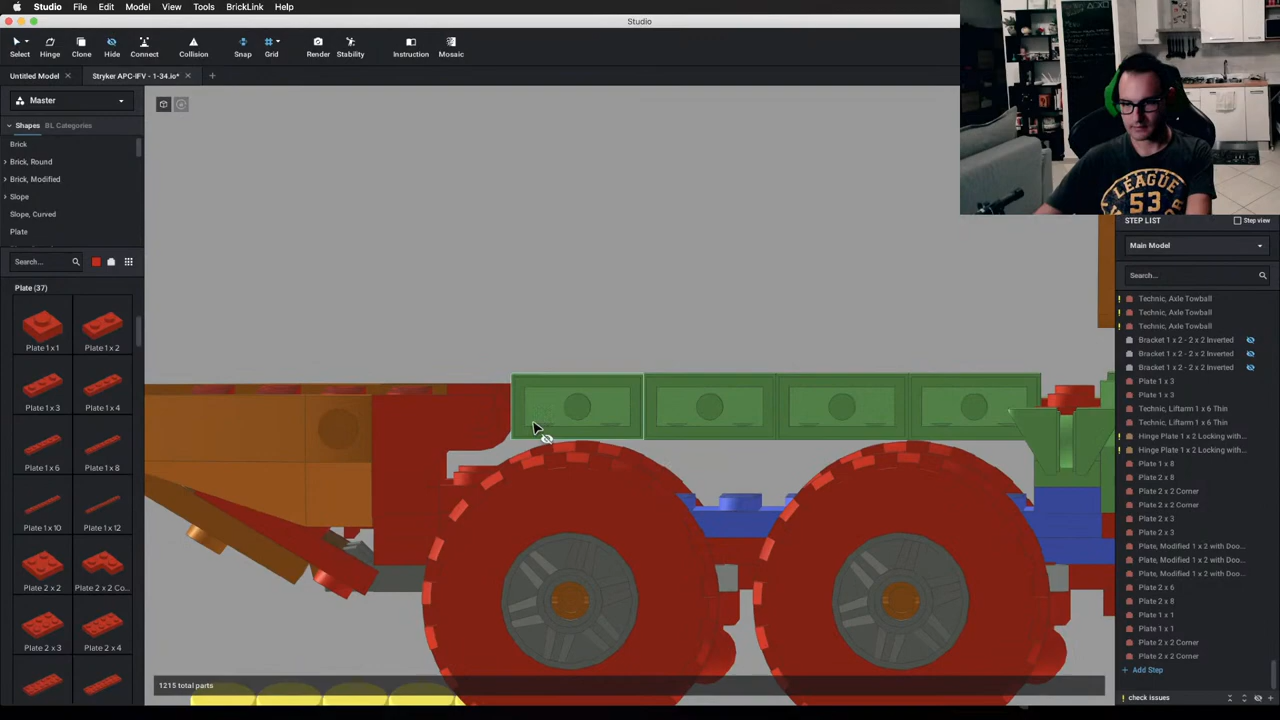 Studio File Edit Model View Tools BrickLink Help
Studio
Select Hinge Clone Hide Connect Collision Snap Grid Render Stability Instruction Mosaic
Untitled Model Stryker APC-IFV - 1-34.io*
Master
Shapes BL Categories
Brick
Brick, Round
Brick, Modified
Slope
Slope, Curved
Plate
Search...
Plate (37)
Plate 1x1 Plate 1 x 2
Plate 1 x 3 Plate 1 x 4
Plate 1 x 6 Plate 1 x 8
Plate 1 x 10 Plate 1 x 12
Plate 2 x 2 Plate 2 x 2 Co...
Plate 2 x 3 Plate 2 x 4
1215 total parts
LEAGUE
53
STEP LIST Step view
Main Model
Search...
Technic, Axle Towball
Technic, Axle Towball
Technic, Axle Towball
Bracket 1 x 2 - 2 x 2 Inverted
Bracket 1 x 2 - 2 x 2 Inverted
Bracket 1 x 2 - 2 x 2 Inverted
Plate 1 x 3
Plate 1 x 3
Technic, Liftarm 1 x 6 Thin
Technic, Liftarm 1 x 6 Thin
Hinge Plate 1 x 2 Locking with...
Hinge Plate 1 x 2 Locking with...
Plate 1 x 8
Plate 2 x 8
Plate 2 x 2 Corner
Plate 2 x 2 Corner
Plate 2 x 3
Plate 2 x 3
Plate, Modified 1 x 2 with Doo...
Plate, Modified 1 x 2 with Doo...
Plate, Modified 1 x 2 with Doo...
Plate 2 x 6
Plate 2 x 8
Plate 1 x 1
Plate 1 x 1
Plate 2 x 2 Corner
Plate 2 x 2 Corner
+ Add Step
! check issues